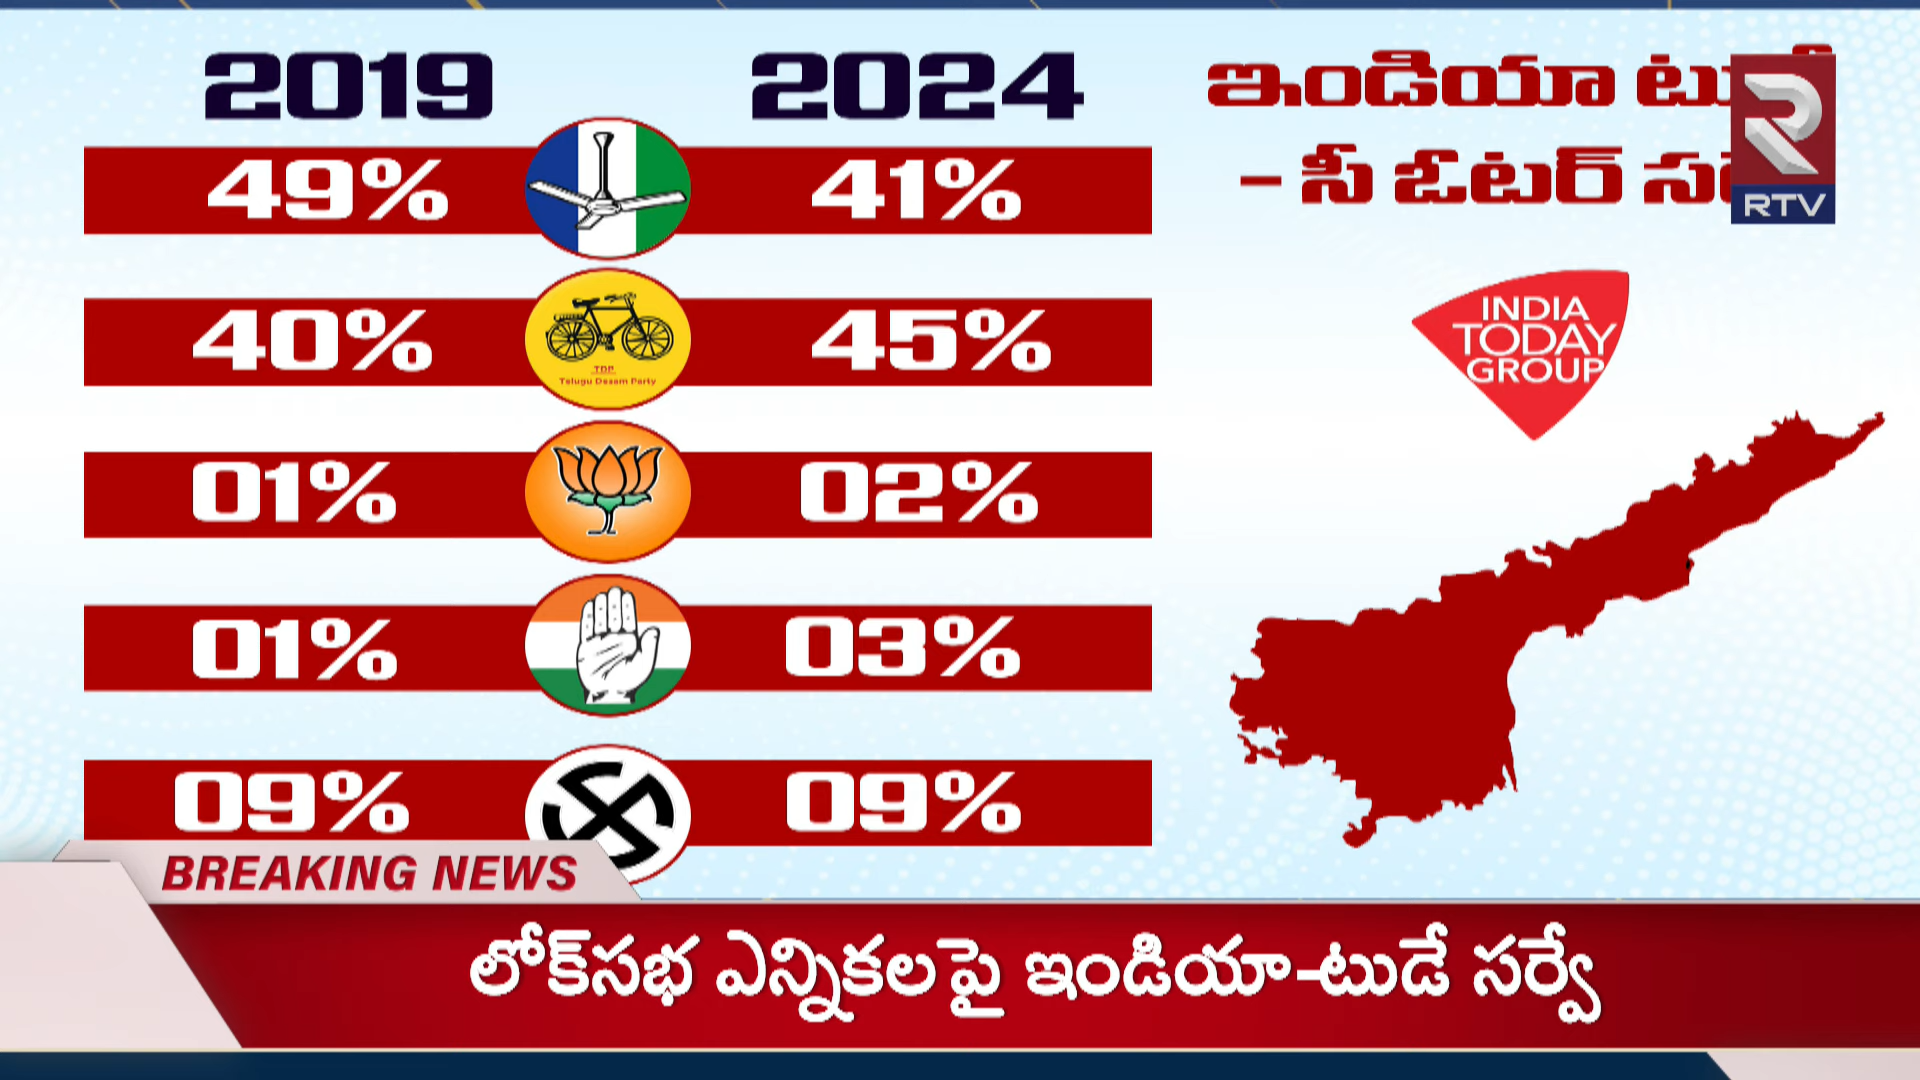 2019 2024
49% 41%
40% 45%
TDP
Telugu Desam Party
01% 02%
01% 03%
09% 09%
ఇండియా
- సీ ఓటర్
RTV
INDIA
TODAY
GROUP
BREAKING NEWS
లోక్‌సభ ఎన్నికలపై ఇండియా-టుడే సర్వే